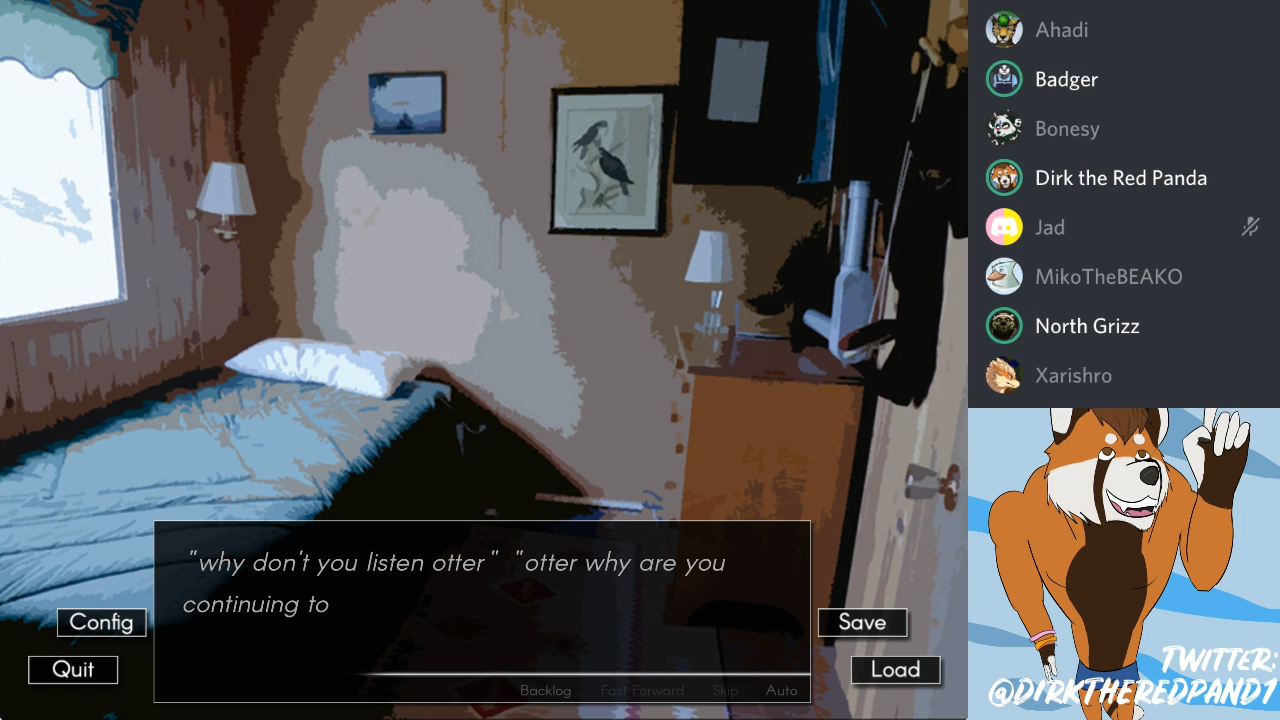 Ahadi
Badger
Bonesy
Dirk the Red Panda
Jad
MikoTheBEAKO
North Grizz
Xarishro
"why don't you listen otter" "otter why are you
continuing to
Config
Quit
Save
Load
Backlog
Fast Forward
Skip
Auto
TWITTER:
@DIRKTHEREDPAND1